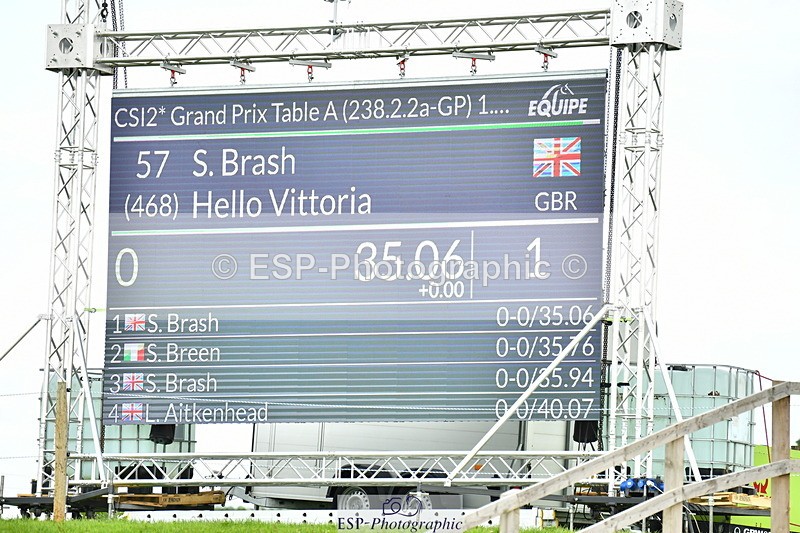 EQUIPE
CSI2* Grand Prix Table A (238.2.2a-GP) 1....
EQUIPE
57 S. Brash
(468) Hello Vittoria GBR
0 35.06 1
+0.00
© ESP-Photographic ©
1 S. Brash 0-0/35.06
2 S. Breen 0-0/35.76
3 S. Brash 0-0/35.94
4 L. Aitkenhead 0-0/40.07
ESP-Photographic